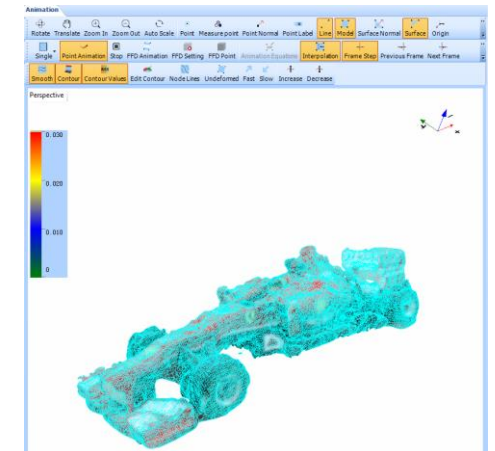 Animation
Rotate Translate Zoom In Zoom Out Auto Scale Point Measure point Point Normal Point Label Line Model Surface Normal Surface Origin
Single Point Animation Stop FFD Animation FFD Setting FFD Point Animation Equations Interpolation Frame Step Previous Frame Next Frame
Smooth Contour Contour Values Edit Contour Node Lines Undeformed Fast Slow Increase Decrease
Perspective
0.030
0.020
0.010
0